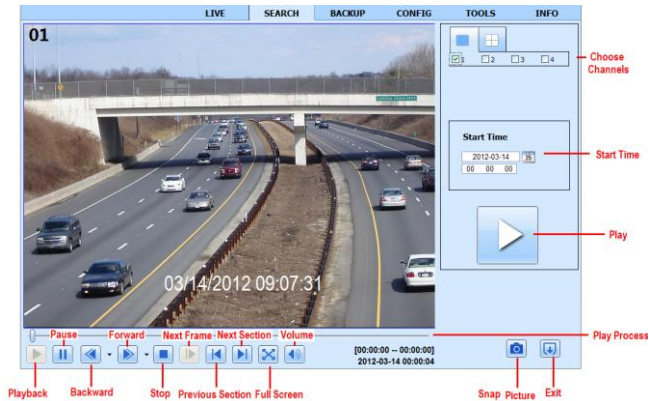 LIVE SEARCH BACKUP CONFIG TOOLS INFO
01
1 2 3 4
Choose
Channels
Start Time
2012-03-14
00 00 00
Start Time
Play
03/14/2012 09:07:31
Play Process
Pause Forward Next Frame Next Section Volume
[00:00:00 -- 00:00:00]
2012-03-14 00:00:04
Playback Backward Stop Previous Section Full Screen Snap Picture Exit